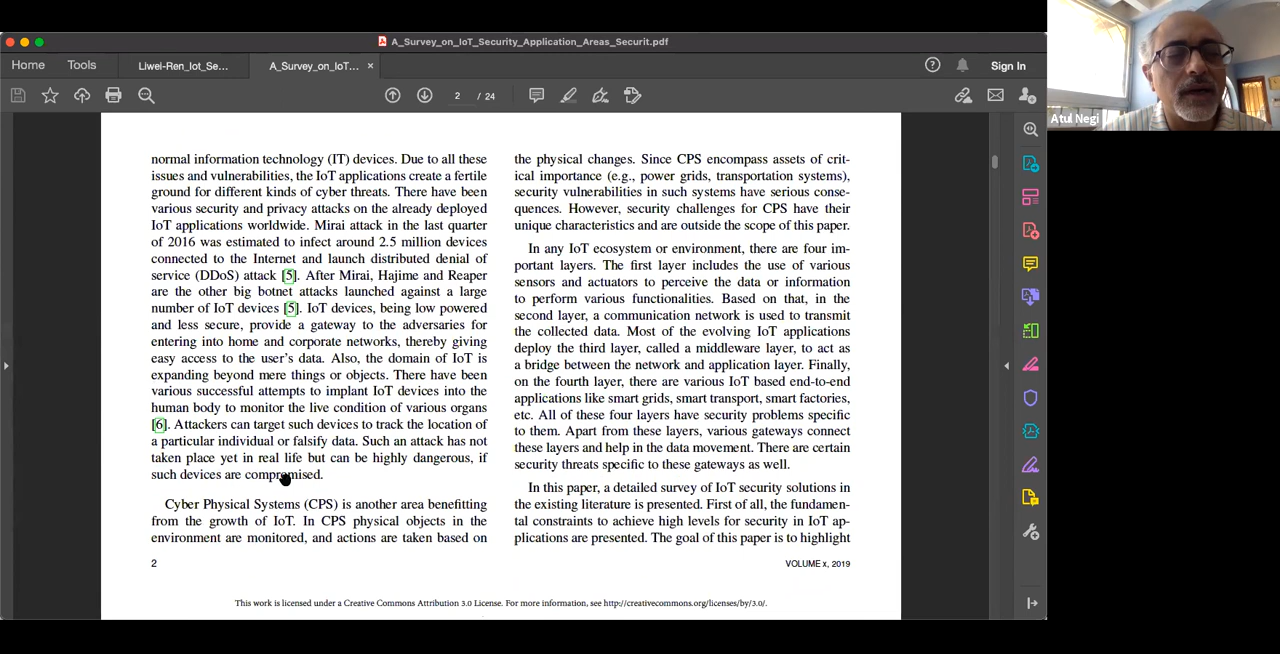 A_Survey_on_IoT_Security_Application_Areas_Securit.pdf
Home
Tools
Liwei-Ren_Iot_Se...
A_Survey_on_IoT...
×
Sign In
2 / 24
Atul Negi
normal information technology (IT) devices. Due to all these
issues and vulnerabilities, the IoT applications create a fertile
ground for different kinds of cyber threats. There have been
various security and privacy attacks on the already deployed
IoT applications worldwide. Mirai attack in the last quarter
of 2016 was estimated to infect around 2.5 million devices
connected to the Internet and launch distributed denial of
service (DDoS) attack [5]. After Mirai, Hajime and Reaper
are the other big botnet attacks launched against a large
number of IoT devices [5]. IoT devices, being low powered
and less secure, provide a gateway to the adversaries for
entering into home and corporate networks, thereby giving
easy access to the user's data. Also, the domain of IoT is
expanding beyond mere things or objects. There have been
various successful attempts to implant IoT devices into the
human body to monitor the live condition of various organs
[6]. Attackers can target such devices to track the location of
a particular individual or falsify data. Such an attack has not
taken place yet in real life but can be highly dangerous, if
such devices are compromised.
Cyber Physical Systems (CPS) is another area benefitting
from the growth of IoT. In CPS physical objects in the
environment are monitored, and actions are taken based on
the physical changes. Since CPS encompass assets of crit-
ical importance (e.g., power grids, transportation systems),
security vulnerabilities in such systems have serious conse-
quences. However, security challenges for CPS have their
unique characteristics and are outside the scope of this paper.
In any IoT ecosystem or environment, there are four im-
portant layers. The first layer includes the use of various
sensors and actuators to perceive the data or information
to perform various functionalities. Based on that, in the
second layer, a communication network is used to transmit
the collected data. Most of the evolving IoT applications
deploy the third layer, called a middleware layer, to act as
a bridge between the network and application layer. Finally,
on the fourth layer, there are various IoT based end-to-end
applications like smart grids, smart transport, smart factories,
etc. All of these four layers have security problems specific
to them. Apart from these layers, various gateways connect
these layers and help in the data movement. There are certain
security threats specific to these gateways as well.
In this paper, a detailed survey of IoT security solutions in
the existing literature is presented. First of all, the fundamen-
tal constraints to achieve high levels for security in IoT ap-
plications are presented. The goal of this paper is to highlight
2
VOLUME x, 2019
This work is licensed under a Creative Commons Attribution 3.0 License. For more information, see http://creativecommons.org/licenses/by/3.0/.